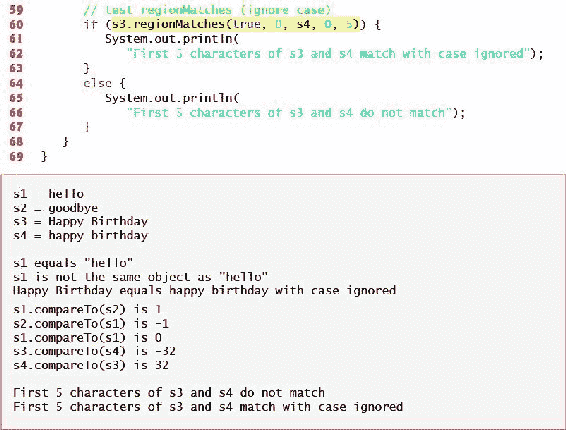 59 // test regionMatches (ignore case)
60 if (s3.regionMatches(true, 0, s4, 0, 5)) {
61 System.out.println(
62 "First 5 characters of s3 and s4 match with case ignored");
63 }
64 else {
65 System.out.println(
66 "First 5 characters of s3 and s4 do not match");
67 }
68 }
69 }
s1 = hello
s2 = goodbye
s3 = Happy Birthday
s4 = happy birthday
s1 equals "hello"
s1 is not the same object as "hello"
Happy Birthday equals happy birthday with case ignored
s1.compareTo(s2) is 1
s2.compareTo(s1) is -1
s1.compareTo(s1) is 0
s3.compareTo(s4) is -32
s4.compareTo(s3) is 32
First 5 characters of s3 and s4 do not match
First 5 characters of s3 and s4 match with case ignored